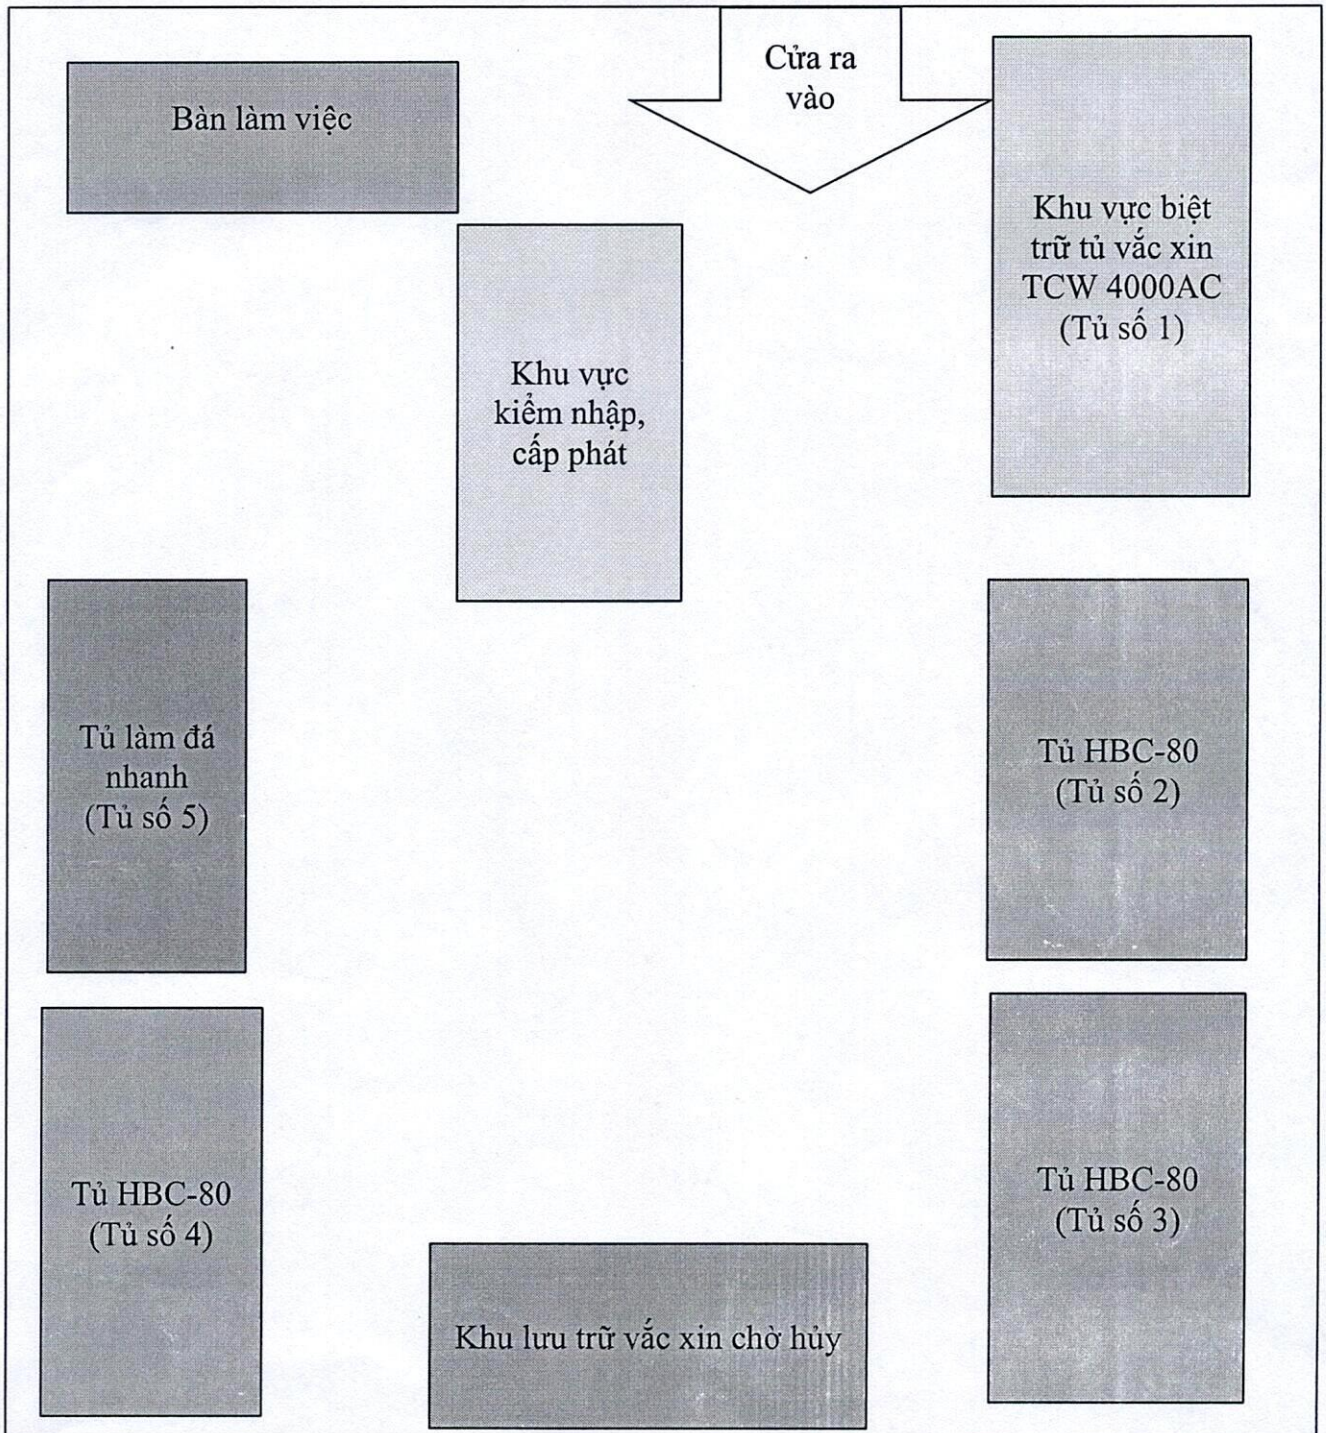 Cửa ra
vào
Bàn làm việc
Khu vực biệt
trữ tủ vắc xin
TCW 4000AC
(Tủ số 1)
Khu vực
kiểm nhập,
cấp phát
Tủ làm đá
nhanh
(Tủ số 5)
Tủ HBC-80
(Tủ số 2)
Tủ HBC-80
(Tủ số 4)
Tủ HBC-80
(Tủ số 3)
Khu lưu trữ vắc xin chờ hủy